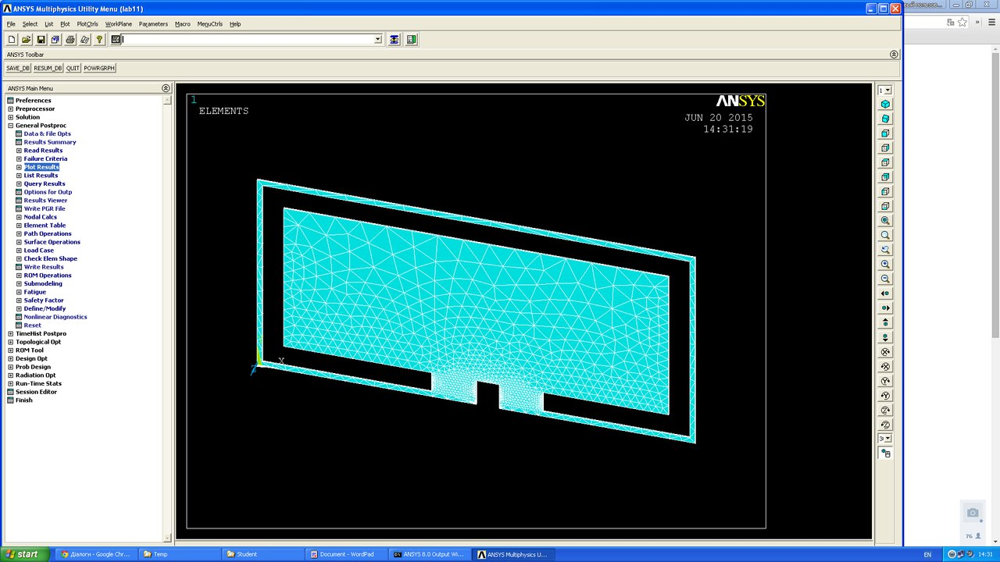 ANSYS Multiphysics Utility Menu (lab11)
File Select List Plot PlotCtrls WorkPlane Parameters Macro MenuCtrls Help
ANSYS Toolbar
SAVE_DB RESUM_DB QUIT POWRGRPH
ANSYS Main Menu
Preferences
Preprocessor
Solution
General Postproc
Data & File Opts
Results Summary
Read Results
Failure Criteria
Plot Results
List Results
Query Results
Options for Outp
Results Viewer
Write PGR File
Nodal Calcs
Element Table
Path Operations
Surface Operations
Load Case
Check Elem Shape
Write Results
ROM Operations
Submodeling
Fatigue
Safety Factor
Define/Modify
Nonlinear Diagnostics
Reset
TimeHist Postpro
Topological Opt
ROM Tool
Design Opt
Prob Design
Radiation Opt
Run-Time Stats
Session Editor
Finish
1
ELEMENTS
ANSYS
JUN 20 2015
14:31:19
X
Z
1
76
start
Діалоги - Google Chr...
Temp
Student
Document - WordPad
ANSYS 8.0 Output Wi...
ANSYS Multiphysics U...
EN
14:31